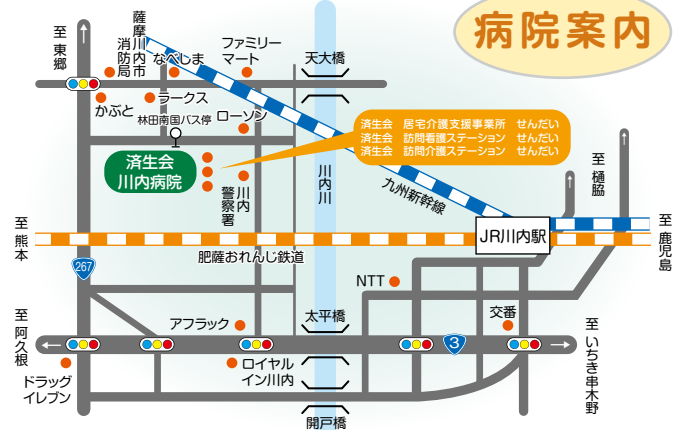 病院案内
至 東郷
薩摩川内市
消防局
なべしま
ファミリー
マート
天大橋
かぶと
ラークス
林田南国バス停
ローソン
済生会 居宅介護支援事業所 せんだい
済生会 訪問看護ステーション せんだい
済生会 訪問介護ステーション せんだい
済生会
川内病院
川内
警察署
川内川
九州新幹線
至 樋脇
至 熊本
JR川内駅
至 鹿児島
肥薩おれんじ鉄道
267
NTT
至 阿久根
アフラック
太平橋
交番
3
至 いちき串木野
ドラッグ
イレブン
ロイヤル
イン川内
開戸橋